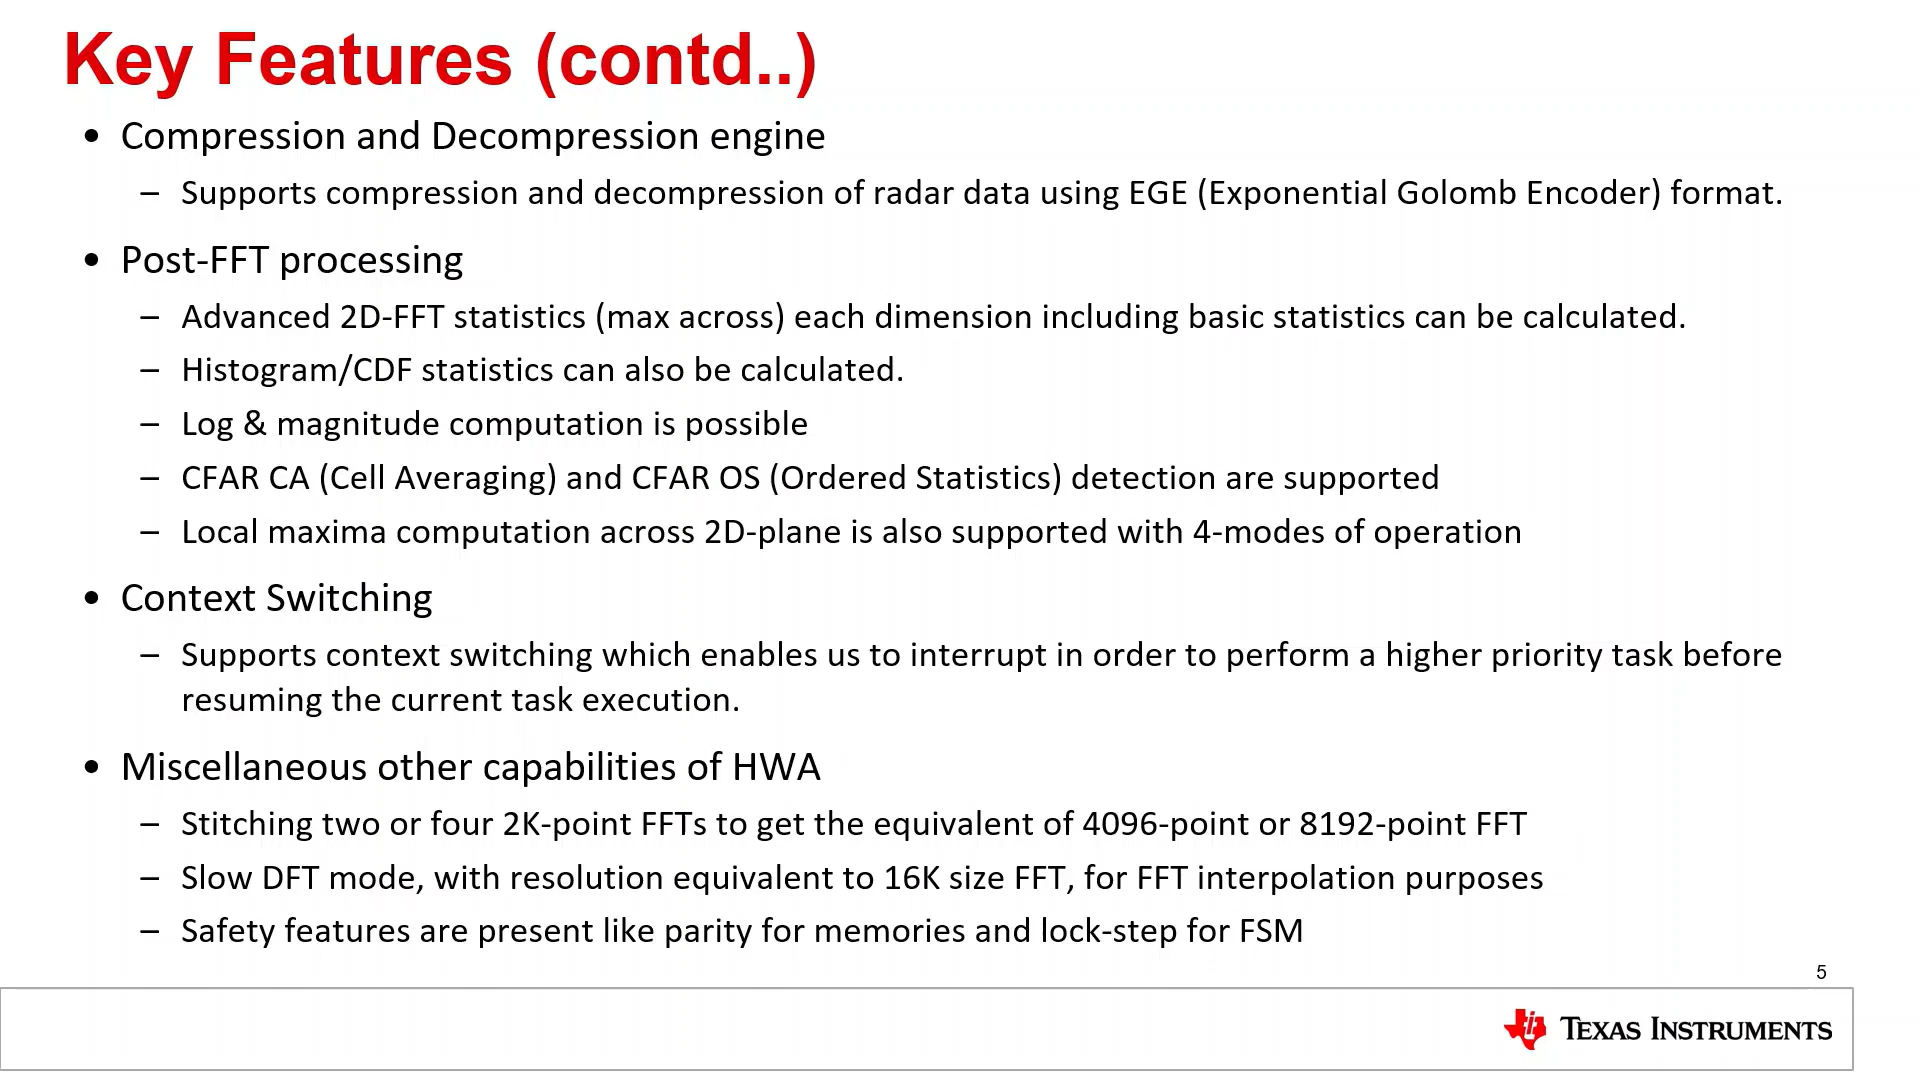 Key Features (contd..)
• Compression and Decompression engine
– Supports compression and decompression of radar data using EGE (Exponential Golomb Encoder) format.
• Post-FFT processing
– Advanced 2D-FFT statistics (max across) each dimension including basic statistics can be calculated.
– Histogram/CDF statistics can also be calculated.
– Log & magnitude computation is possible
– CFAR CA (Cell Averaging) and CFAR OS (Ordered Statistics) detection are supported
– Local maxima computation across 2D-plane is also supported with 4-modes of operation
• Context Switching
– Supports context switching which enables us to interrupt in order to perform a higher priority task before
resuming the current task execution.
• Miscellaneous other capabilities of HWA
– Stitching two or four 2K-point FFTs to get the equivalent of 4096-point or 8192-point FFT
– Slow DFT mode, with resolution equivalent to 16K size FFT, for FFT interpolation purposes
– Safety features are present like parity for memories and lock-step for FSM
5
TEXAS INSTRUMENTS